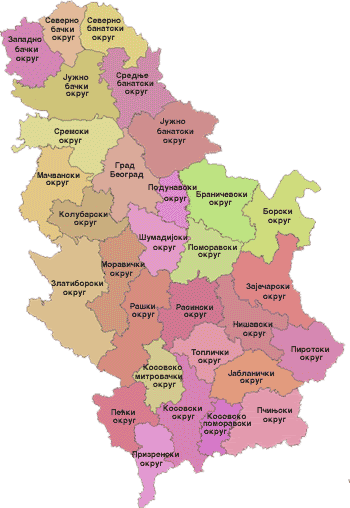 Северно
бачки
округ
Северно
банатски
округ
Западно
бачки
округ
Јужно
бачки
округ
Средње
банатски
округ
Јужно
банатски
округ
Сремски
округ
Град
Београд
Мачвански
округ
Подунавски
округ
Браничевски
округ
Борски
округ
Колубарски
округ
Шумадијски
округ
Поморавски
округ
Моравички
округ
Златиборски
округ
Зајечарски
округ
Рашки
округ
Расински
округ
Нишавски
округ
Пиротски
округ
Топлички
округ
Косовско
митровачки
округ
Јабланички
округ
Пећки
округ
Косовски
округ
Косовско
поморавски
округ
Пчињски
округ
Призренски
округ